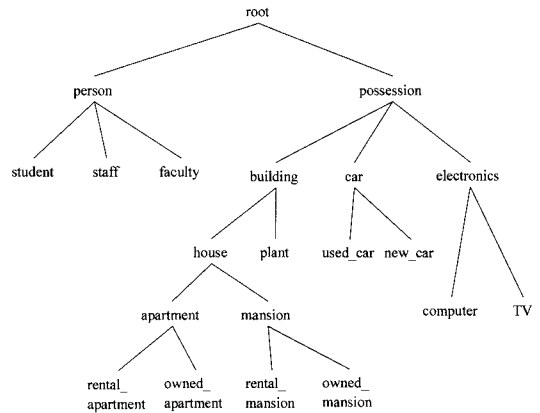 root
person possession
student staff faculty building car electronics
house plant used_car new_car
apartment mansion computer TV
rental_ owned_ rental_ owned_
apartment apartment mansion mansion